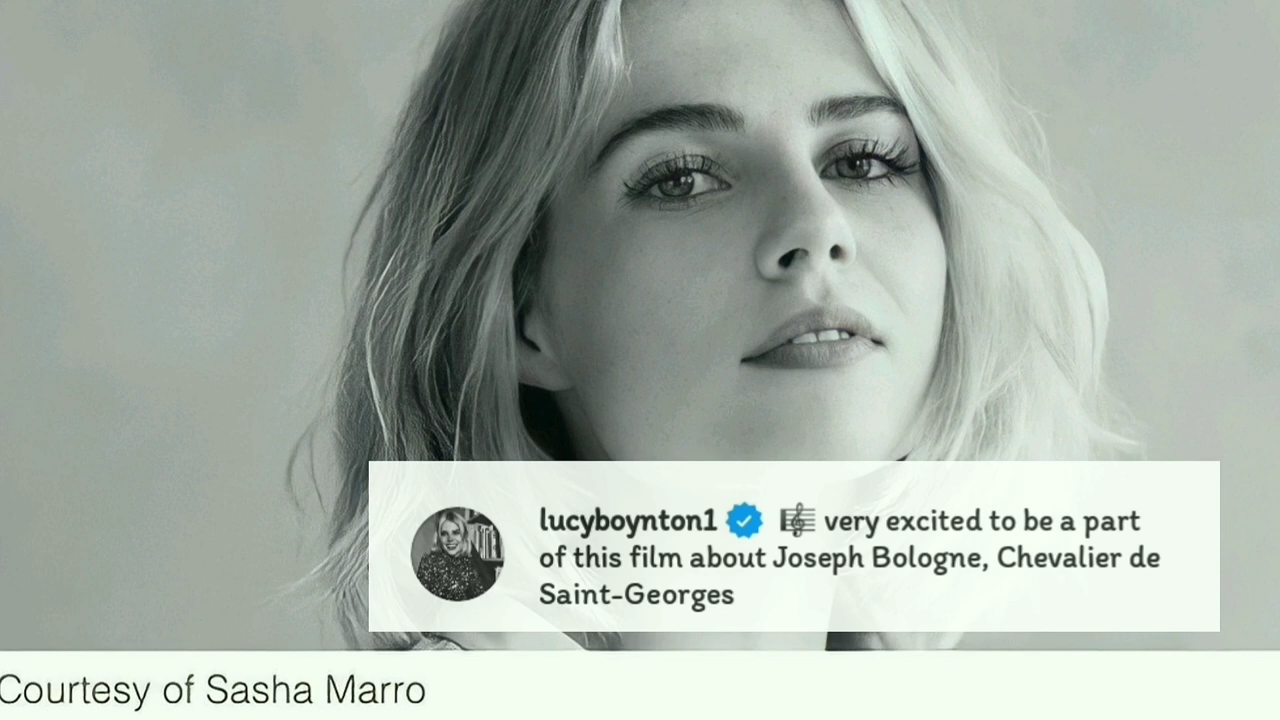 lucyboynton1 🎼 very excited to be a part
of this film about Joseph Bologne, Chevalier de
Saint-Georges
Courtesy of Sasha Marro